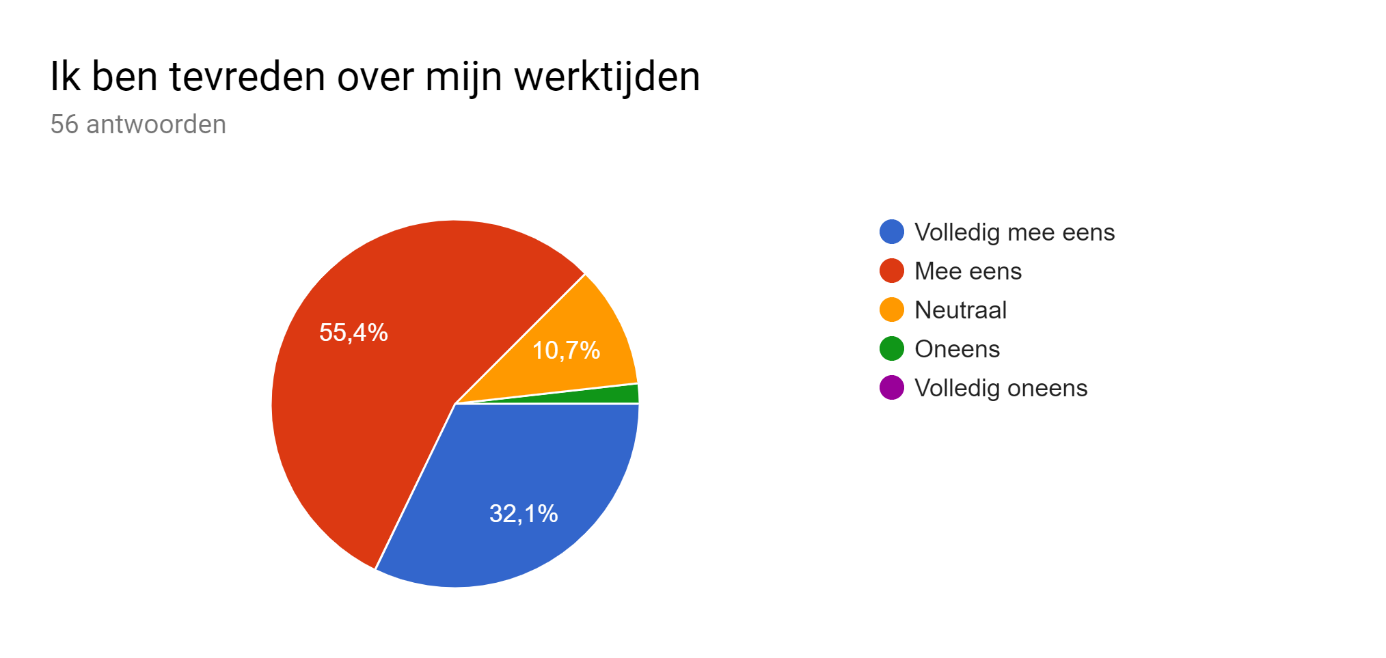 Ik ben tevreden over mijn werktijden
56 antwoorden
55,4%
10,7%
32,1%
Volledig mee eens
Mee eens
Neutraal
Oneens
Volledig oneens